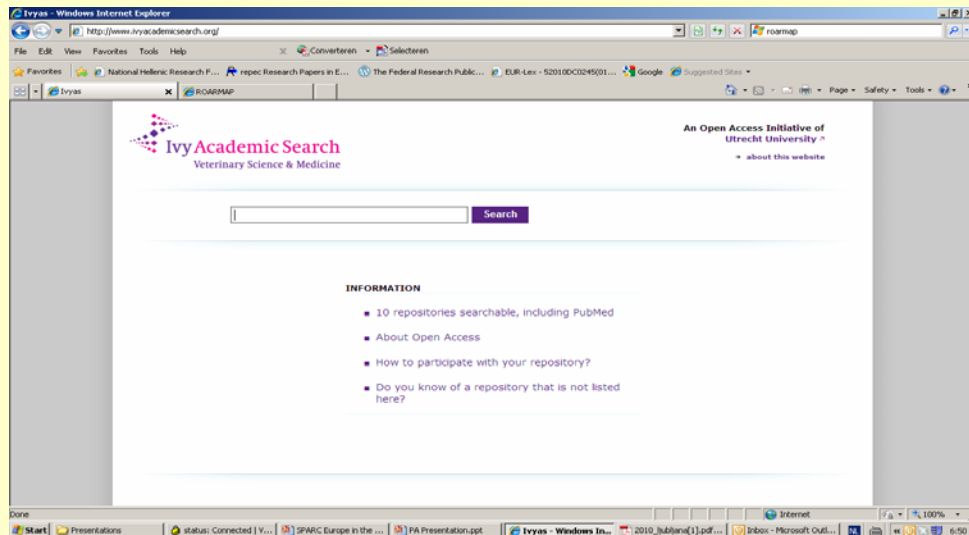 Ivyas - Windows Internet Explorer
http://www.ivyacademicsearch.org/
roarmap
File Edit View Favorites Tools Help
x Converteren Selecteren
Favorites National Hellenic Research F... repec Research Papers in E... The Federal Research Public... EUR-Lex - 52010DC0245(01... Google Suggested Sites
Ivyas x ROARMAP Page Safety Tools
Ivy Academic Search
Veterinary Science & Medicine
An Open Access Initiative of
Utrecht University
about this website
Search
INFORMATION
10 repositories searchable, including PubMed
About Open Access
How to participate with your repository?
Do you know of a repository that is not listed
here?
Done Internet 100%
Start Presentations status: Connected | V... SPARC Europe in the ... PA Presentation.ppt Ivyas - Windows In... 2010_ljubljana[1].pdf... Inbox - Microsoft Outl... NL 6:50